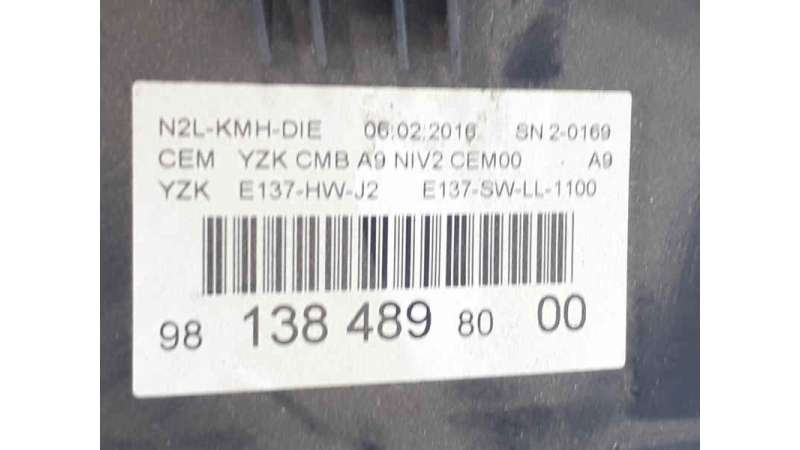 N2L-KMH-DIE 06.02.2016 SN 2-0169
CEM YZK CMB A9 NIV2 CEM00 A9
YZK E137-HW-J2 E137-SW-LL-1100
98 138 489 80 00